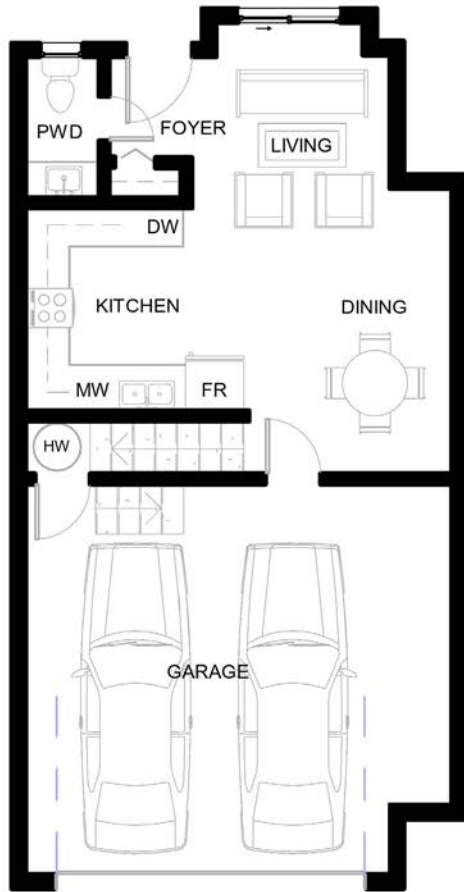 PWD
FOYER
LIVING
DW
KITCHEN
DINING
MW
FR
HW
GARAGE